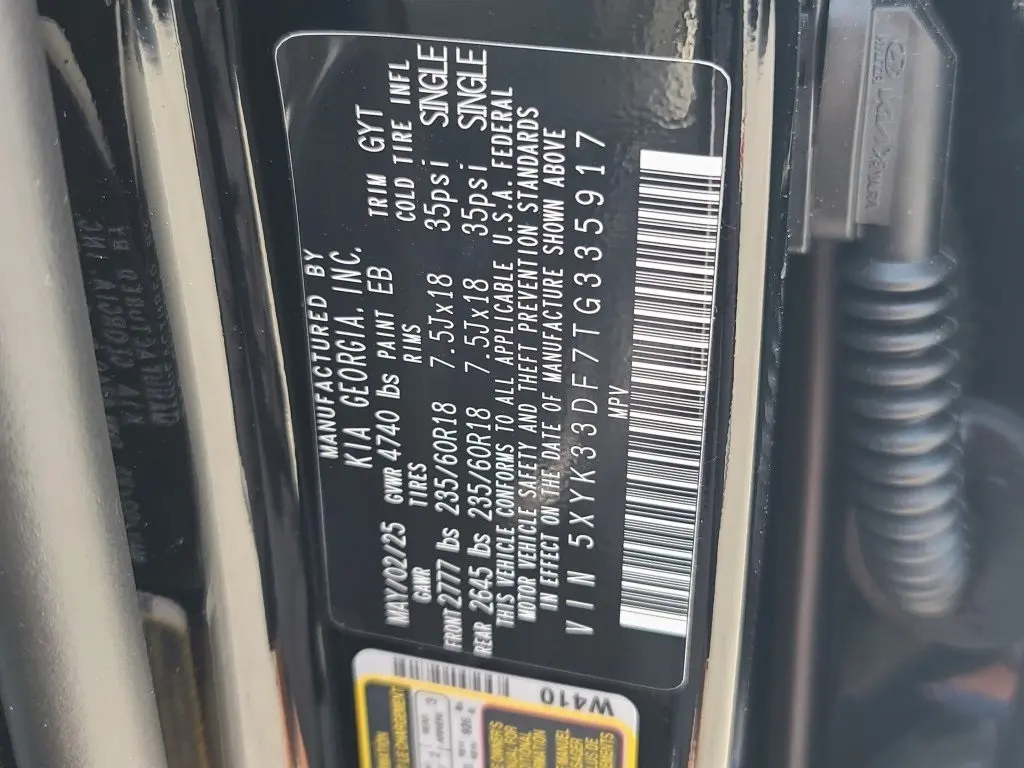 MANUFACTURED BY
KIA GEORGIA, INC.
MAY/02/25 GVWR 4740 lbs PAINT EB TRIM GYT
GAWR TIRES RIMS COLD TIRE INFL
FRONT 2777 lbs 235/60R18 7.5Jx18 35psi SINGLE
REAR 2645 lbs 235/60R18 7.5Jx18 35psi SINGLE
THIS VEHICLE CONFORMS TO ALL APPLICABLE U.S.A. FEDERAL
MOTOR VEHICLE SAFETY AND THEFT PREVENTION STANDARDS
IN EFFECT ON THE DATE OF MANUFACTURE SHOWN ABOVE
VIN 5XYK33DF7TG335917
MPV
W410